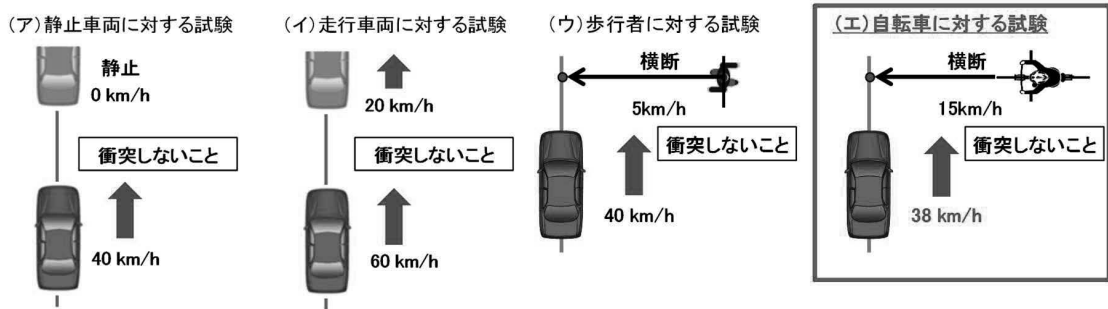 (ア)静止車両に対する試験
静止
0 km/h
衝突しないこと
40 km/h
(イ)走行車両に対する試験
20 km/h
衝突しないこと
60 km/h
(ウ)歩行者に対する試験
横断
5km/h
衝突しないこと
40 km/h
(エ)自転車に対する試験
横断
15km/h
衝突しないこと
38 km/h